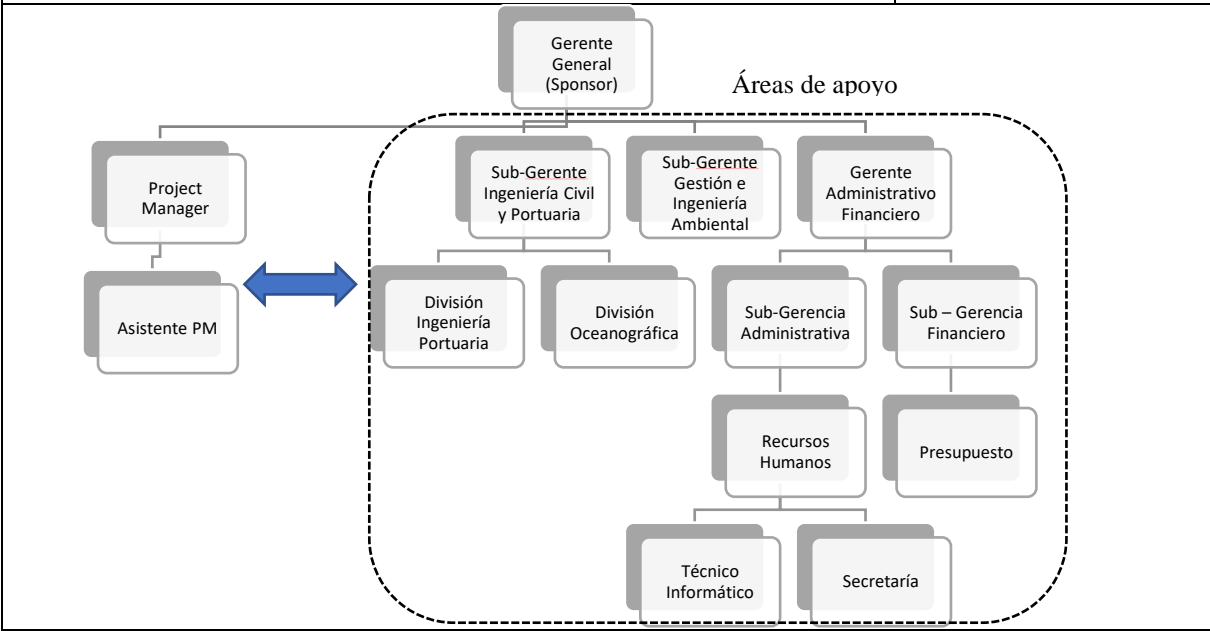 Gerente
General
(Sponsor)
Áreas de apoyo
Project
Manager
Sub-Gerente
Ingeniería Civil
y Portuaria
Sub-Gerente
Gestión e
Ingeniería
Ambiental
Gerente
Administrativo
Financiero
Asistente PM
División
Ingeniería
Portuaria
División
Oceanográfica
Sub-Gerencia
Administrativa
Sub – Gerencia
Financiero
Recursos
Humanos
Presupuesto
Técnico
Informático
Secretaría